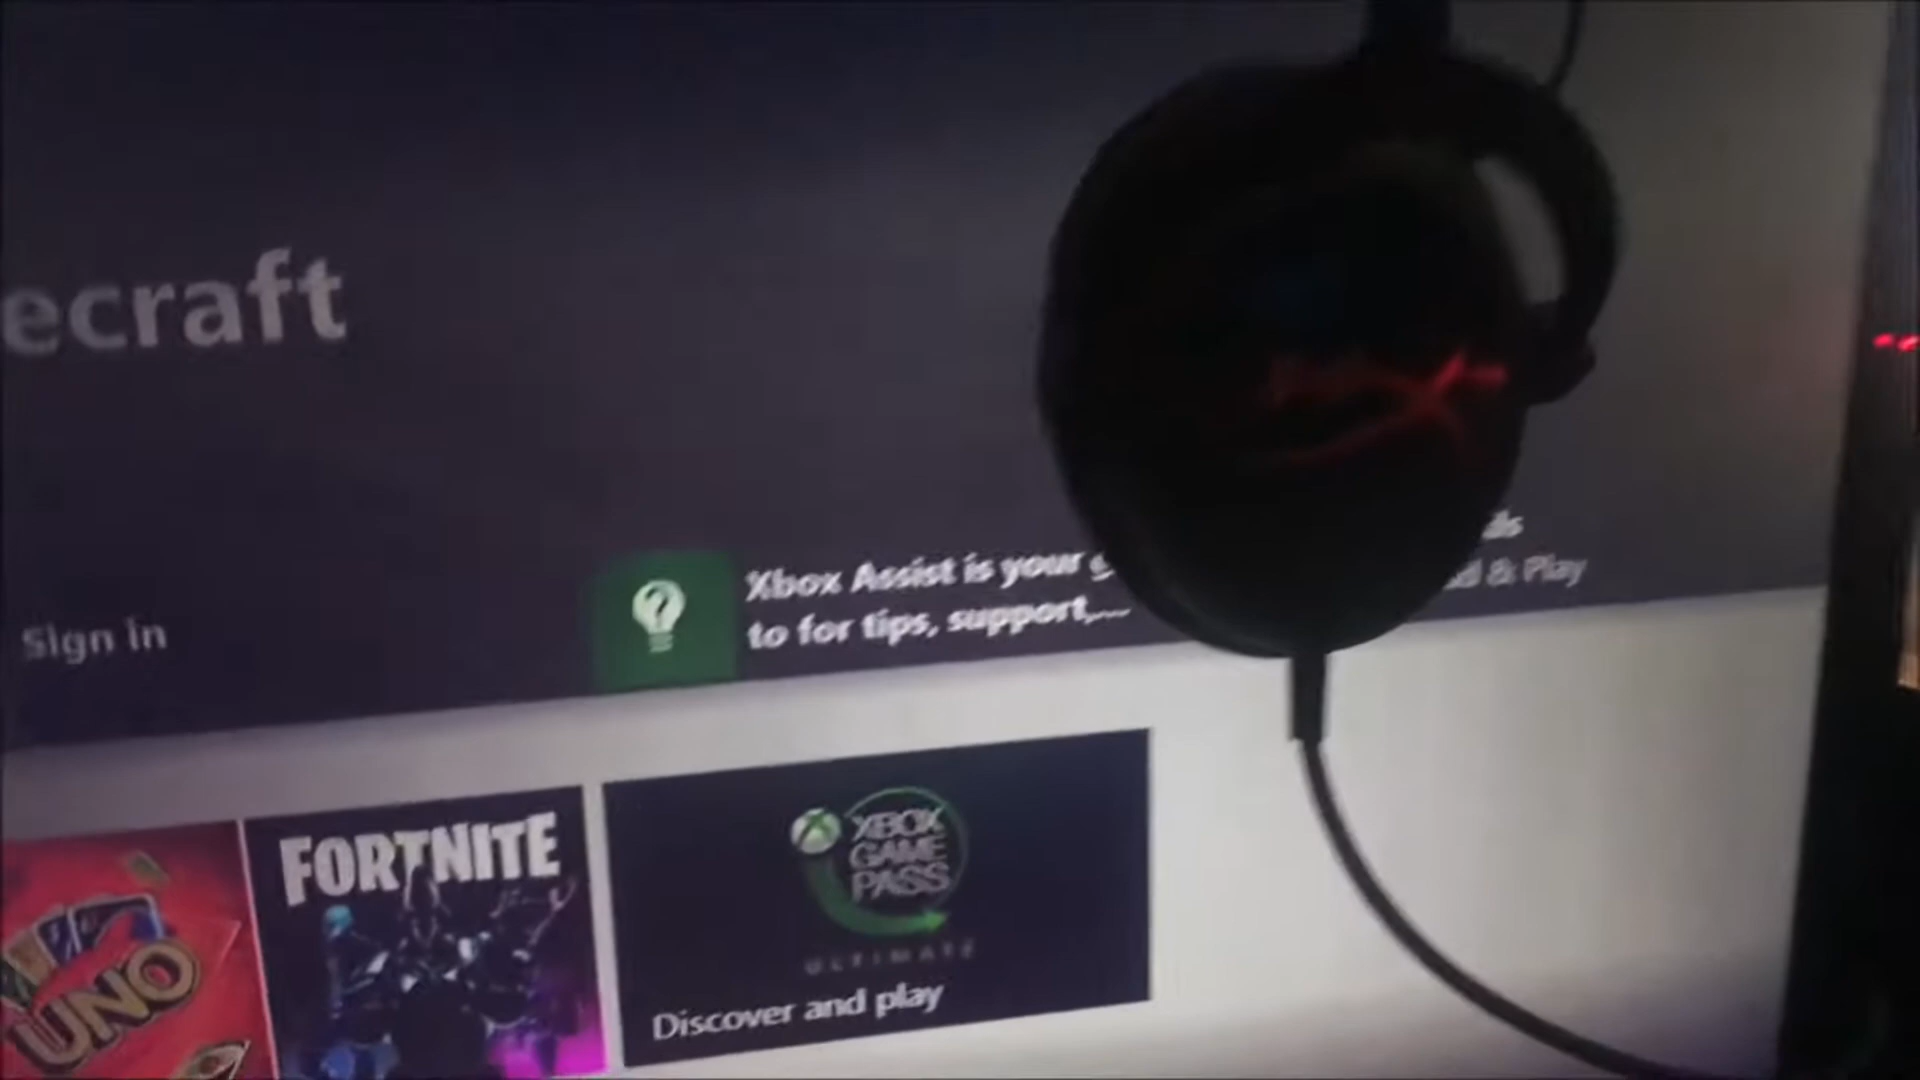 ecraft
Sign in
Xbox Assist is your
to for tips, support,...
& Play
FORTNITE
XBOX
GAME
PASS
ULTIMATE
Discover and play
UNO